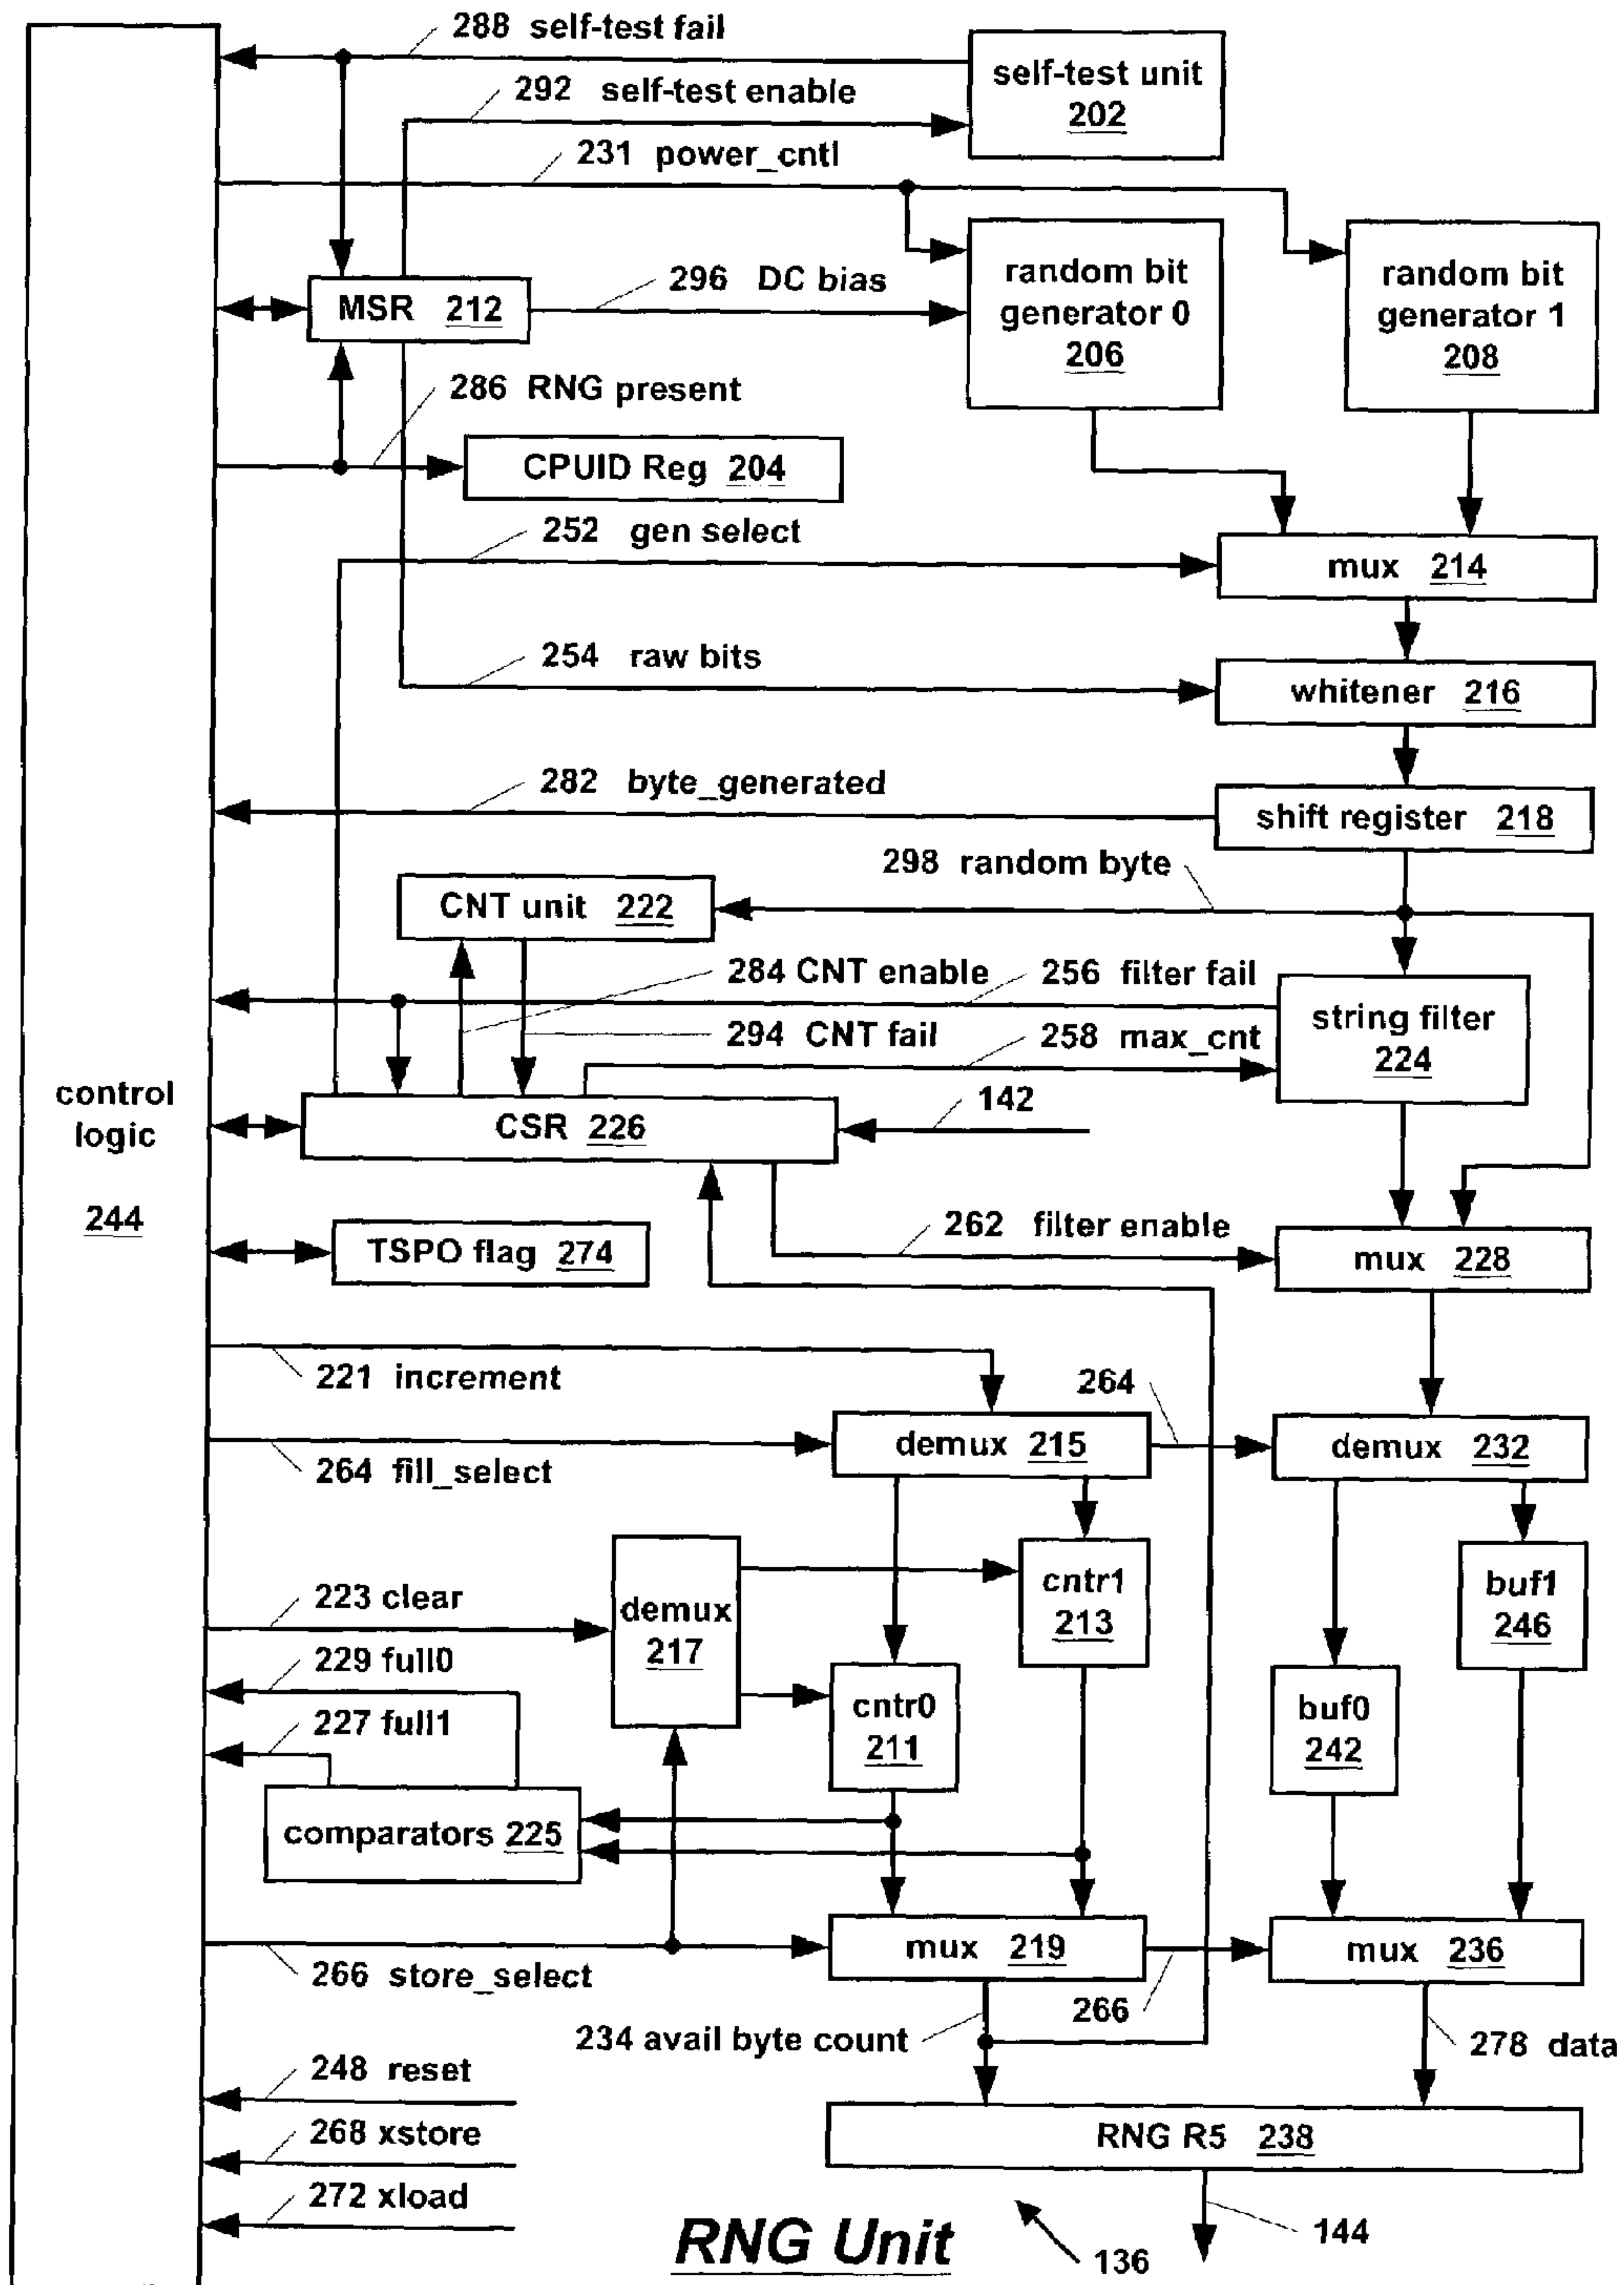 288 self-test fail
self-test unit
202
292 self-test enable
231 power_cntl
random bit
generator 0
206
random bit
generator 1
208
296 DC bias
MSR 212
286 RNG present
CPUID Reg 204
252 gen select
mux 214
254 raw bits
whitener 216
282 byte_generated
shift register 218
298 random byte
CNT unit 222
284 CNT enable
256 filter fail
string filter
224
294 CNT fail
258 max_cnt
control
logic
244
142
CSR 226
262 filter enable
TSPO flag 274
mux 228
221 increment
264
demux 215
demux 232
264 fill_select
cntr1
213
buf1
246
223 clear
demux
217
229 full0
cntr0
211
buf0
242
227 full1
comparators 225
mux 219
mux 236
266 store_select
266
234 avail byte count
278 data
248 reset
268 xstore
RNG R5 238
272 xload
144
RNG Unit
136